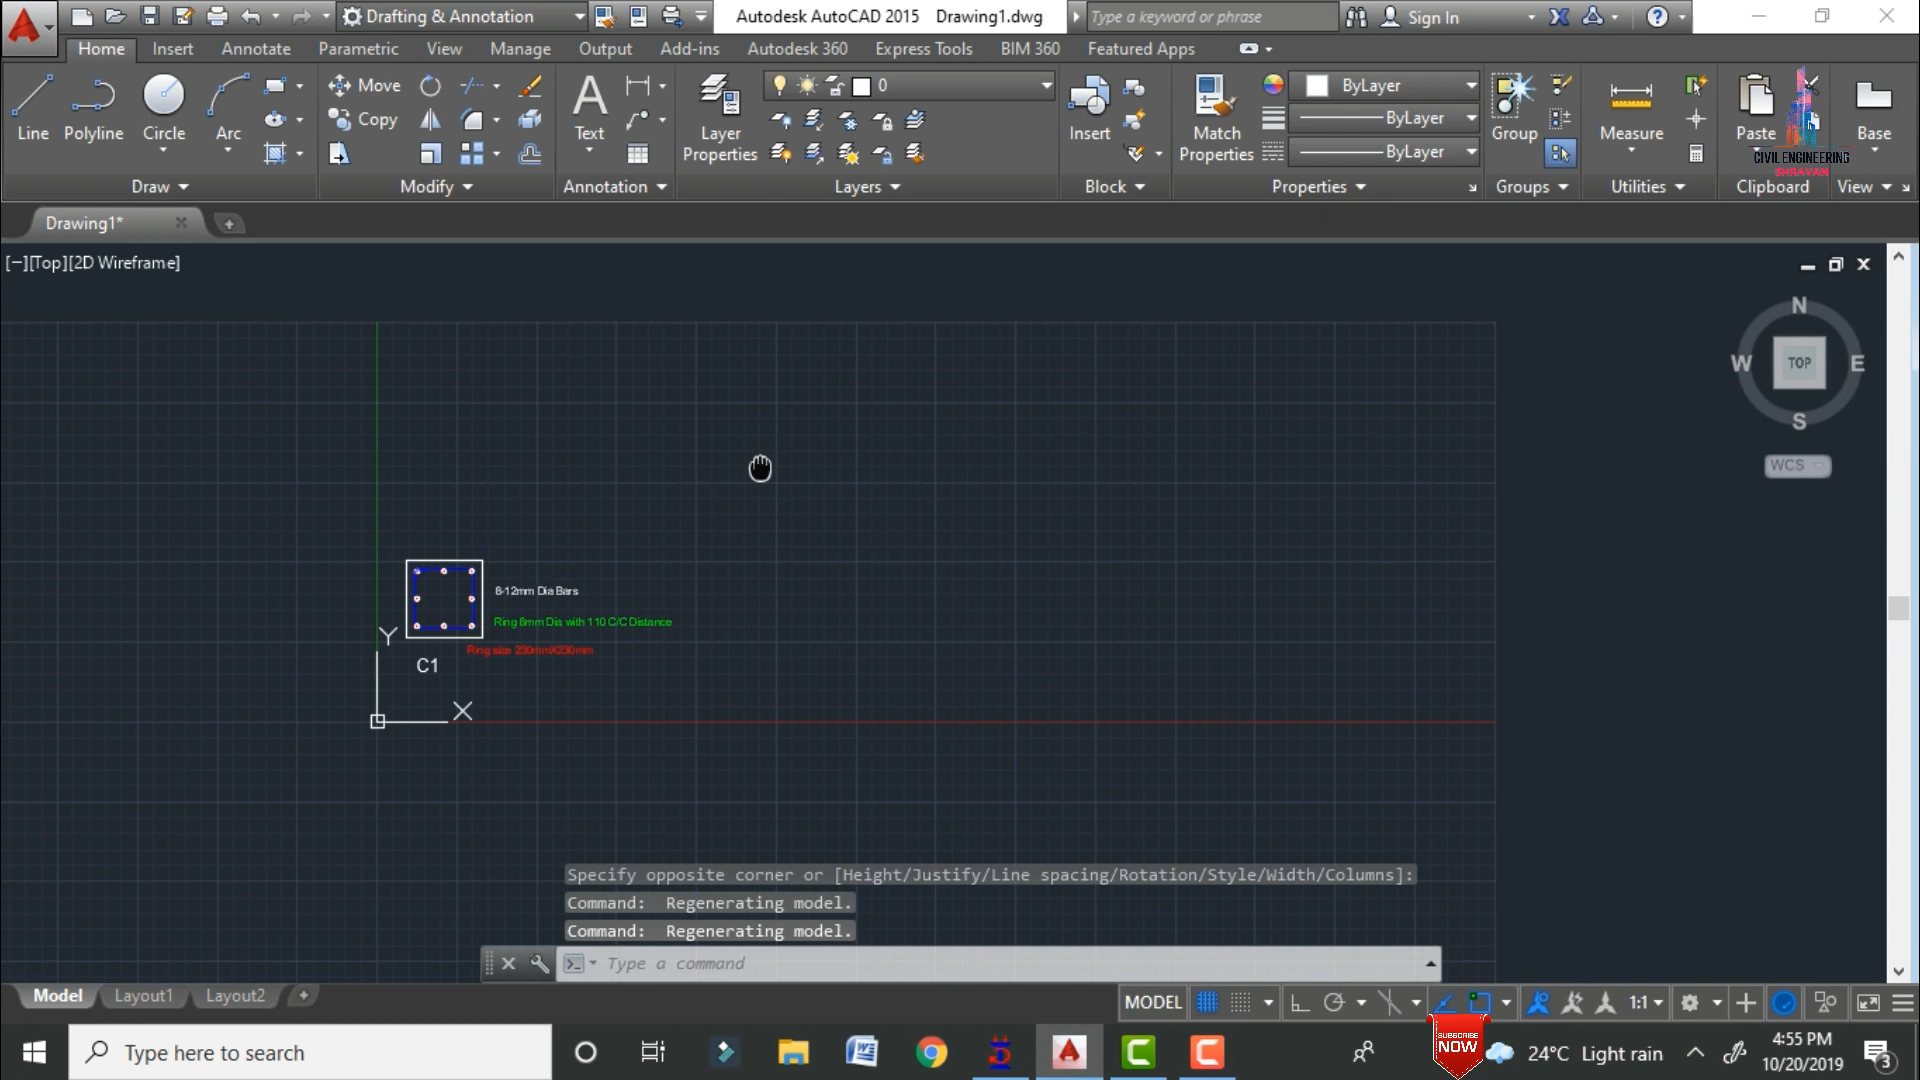 Drafting & Annotation
Autodesk AutoCAD 2015 Drawing1.dwg
Type a keyword or phrase
Sign In
Home Insert Annotate Parametric View Manage Output Add-ins Autodesk 360 Express Tools BIM 360 Featured Apps
Line Polyline Circle Arc
Move
Copy
Text
Layer Properties
0
Insert
Match Properties
ByLayer
ByLayer
ByLayer
Group
Measure
Paste
Base
CIVIL ENGINEERING
SHRAVAN
Draw Modify Annotation Layers Block Properties Groups Utilities Clipboard View
Drawing1*
[−][Top][2D Wireframe]
N
W TOP E
S
WCS
8-12mm Dia Bars
Ring 8mm Dia with 110 C/C Distance
Ring size 230mmX230mm
Y
C1
X
Specify opposite corner or [Height/Justify/Line spacing/Rotation/Style/Width/Columns]:
Command: Regenerating model.
Command: Regenerating model.
Type a command
Model Layout1 Layout2
MODEL
1:1
Type here to search
SUBSCRIBE
NOW
24°C Light rain
4:55 PM
10/20/2019
3